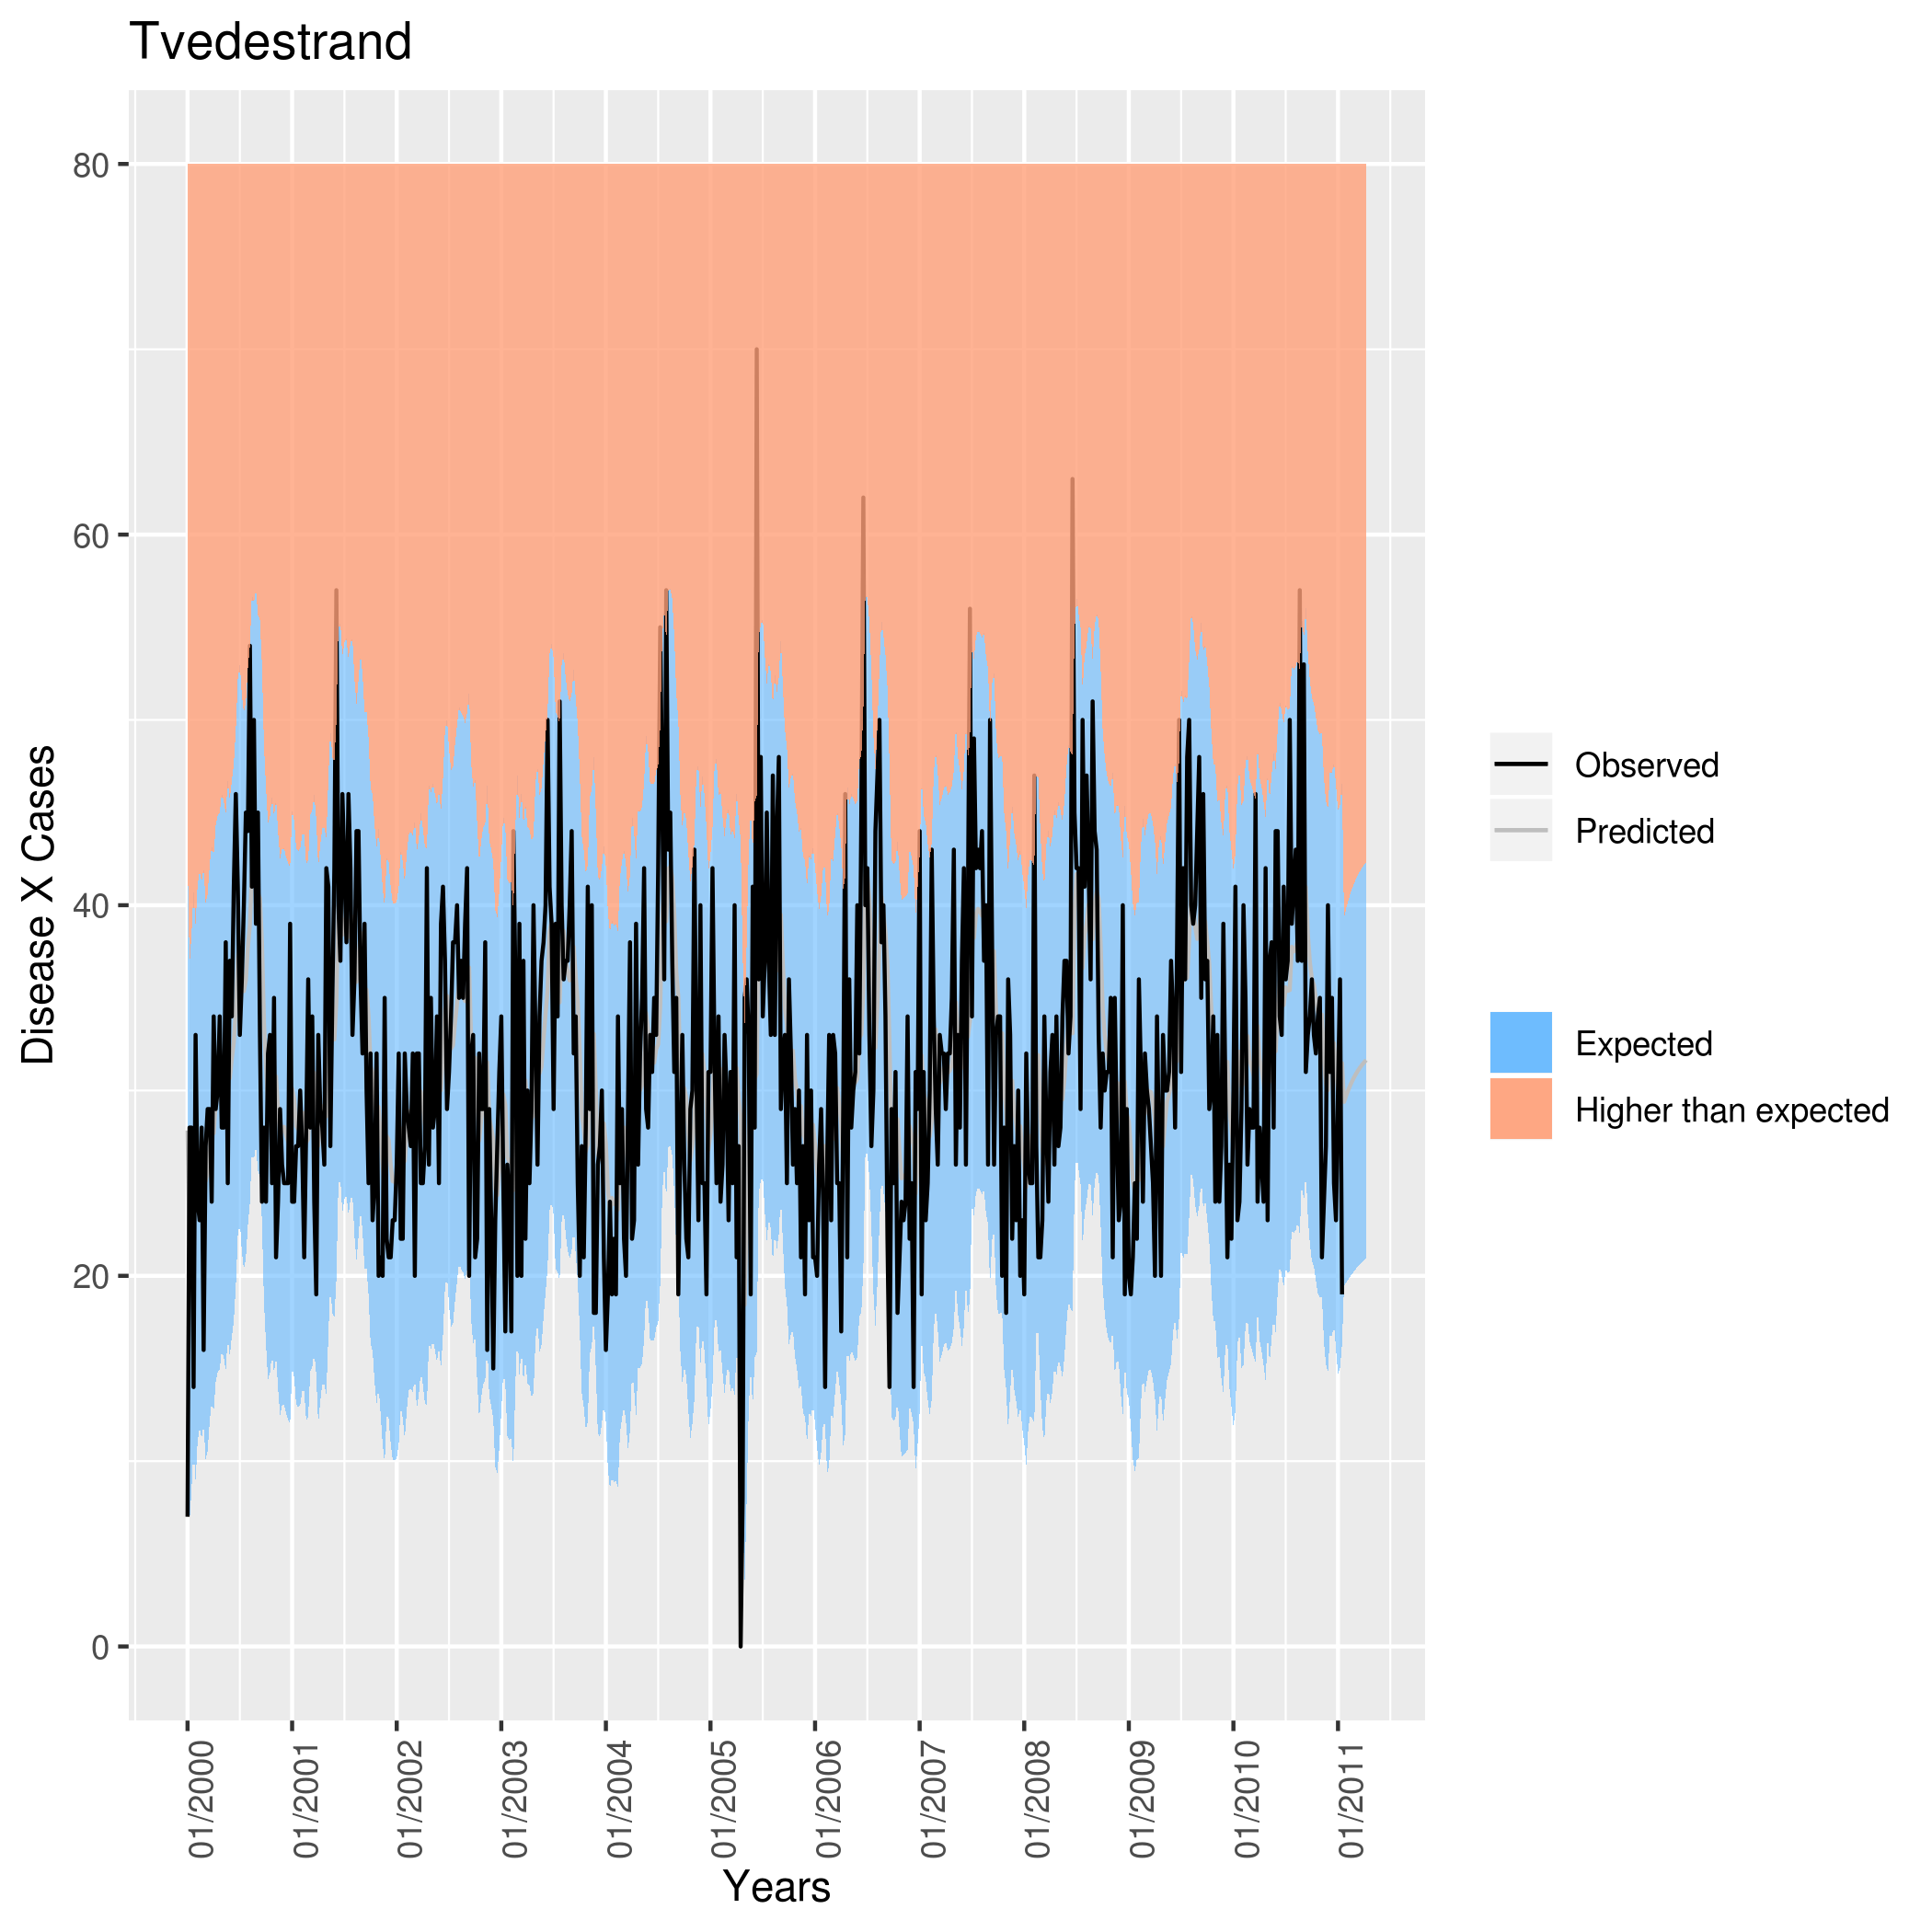 Tvedestrand
Disease X Cases
80
60
40
20
0
01/2000
01/2001
01/2002
01/2003
01/2004
01/2005
01/2006
01/2007
01/2008
01/2009
01/2010
01/2011
Years
Observed
Predicted
Expected
Higher than expected